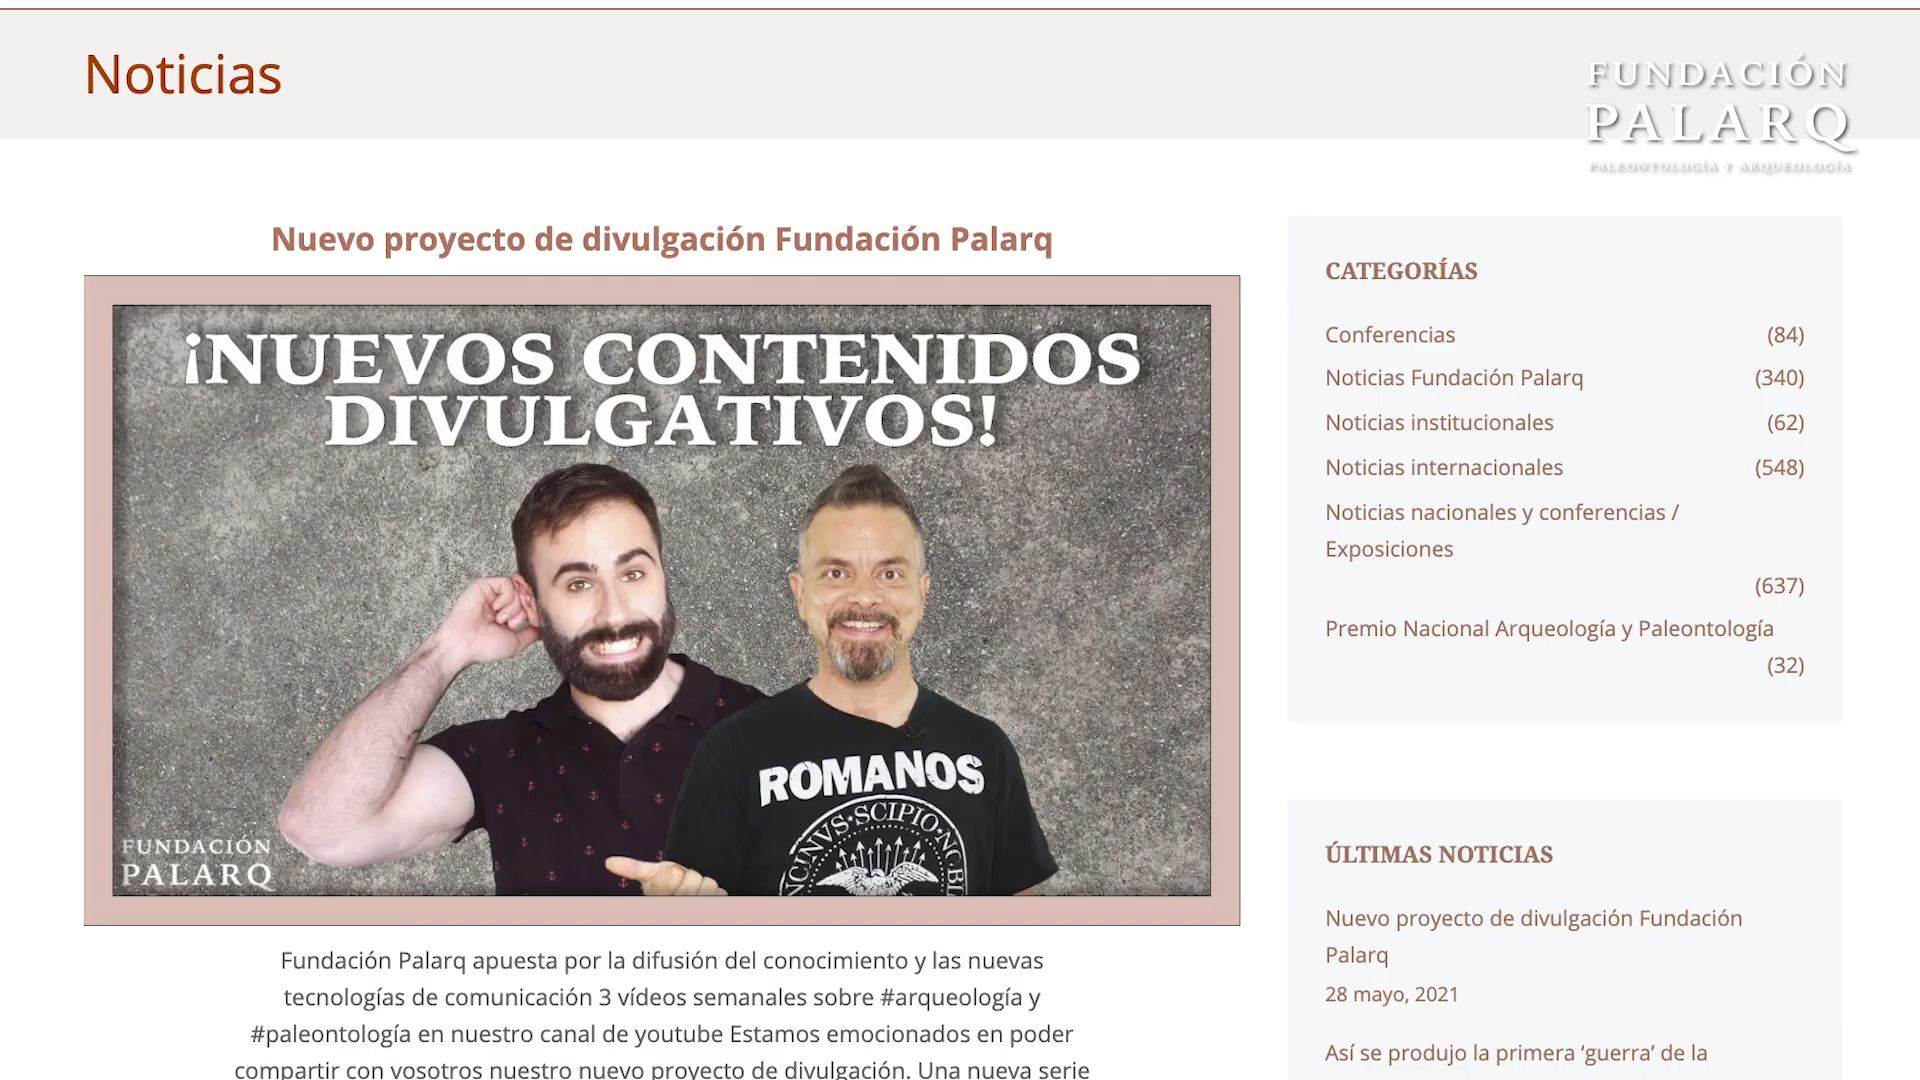 Noticias
FUNDACIÓN
PALARQ
PALEONTOLOGÍA Y ARQUEOLOGÍA
Nuevo proyecto de divulgación Fundación Palarq
¡NUEVOS CONTENIDOS
DIVULGATIVOS!
ROMANOS
SCIPIO
FUNDACIÓN
PALARQ
Fundación Palarq apuesta por la difusión del conocimiento y las nuevas
tecnologías de comunicación 3 vídeos semanales sobre #arqueología y
#paleontología en nuestro canal de youtube Estamos emocionados en poder
compartir con vosotros nuestro nuevo proyecto de divulgación. Una nueva serie
CATEGORÍAS
Conferencias (84)
Noticias Fundación Palarq (340)
Noticias institucionales (62)
Noticias internacionales (548)
Noticias nacionales y conferencias /
Exposiciones
(637)
Premio Nacional Arqueología y Paleontología
(32)
ÚLTIMAS NOTICIAS
Nuevo proyecto de divulgación Fundación
Palarq
28 mayo, 2021
Así se produjo la primera ‘guerra’ de la